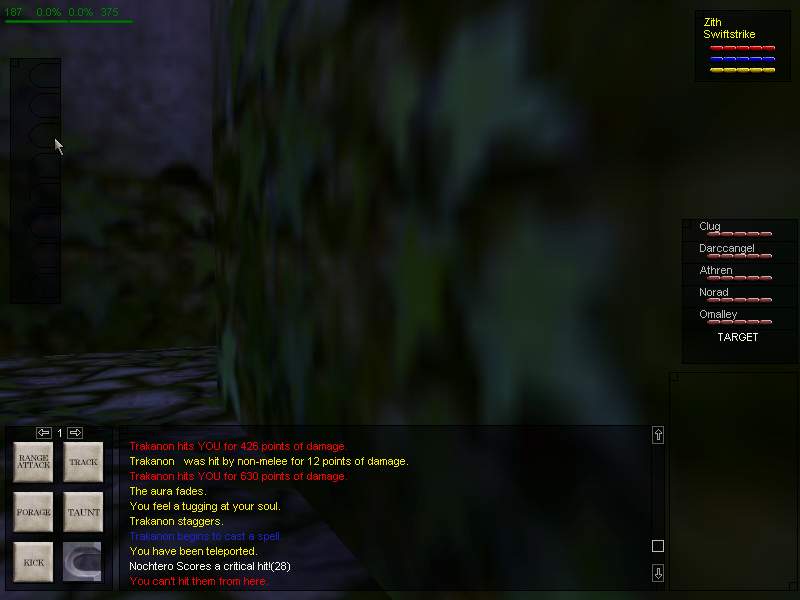 187 0.0% 0.0% 375
Zith
Swiftstrike
Clug
Darccangel
Athren
Norad
Omalley
TARGET
1
RANGE
ATTACK
TRACK
FORAGE
TAUNT
KICK
Trakanon hits YOU for 426 points of damage.
Trakanon was hit by non-melee for 12 points of damage.
Trakanon hits YOU for 630 points of damage.
The aura fades.
You feel a tugging at your soul.
Trakanon staggers.
Trakanon begins to cast a spell.
You have been teleported.
Nochtero Scores a critical hit!(28)
You can't hit them from here.